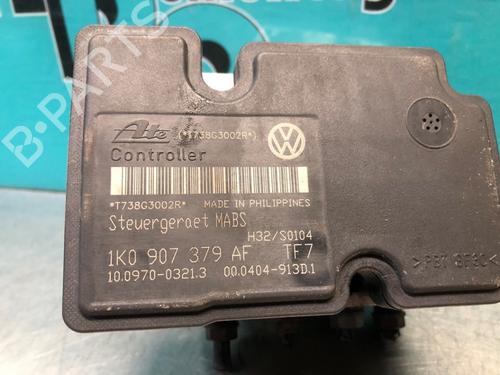 B-PARTS
Ate (*T738G3002R*)
Controller
*T738G3002R* MADE IN PHILIPPINES
Steuergeraet MABS
H32/S0104
1K0 907 379 AF TF7
10.0970-0321.3 00.0404-913D.1